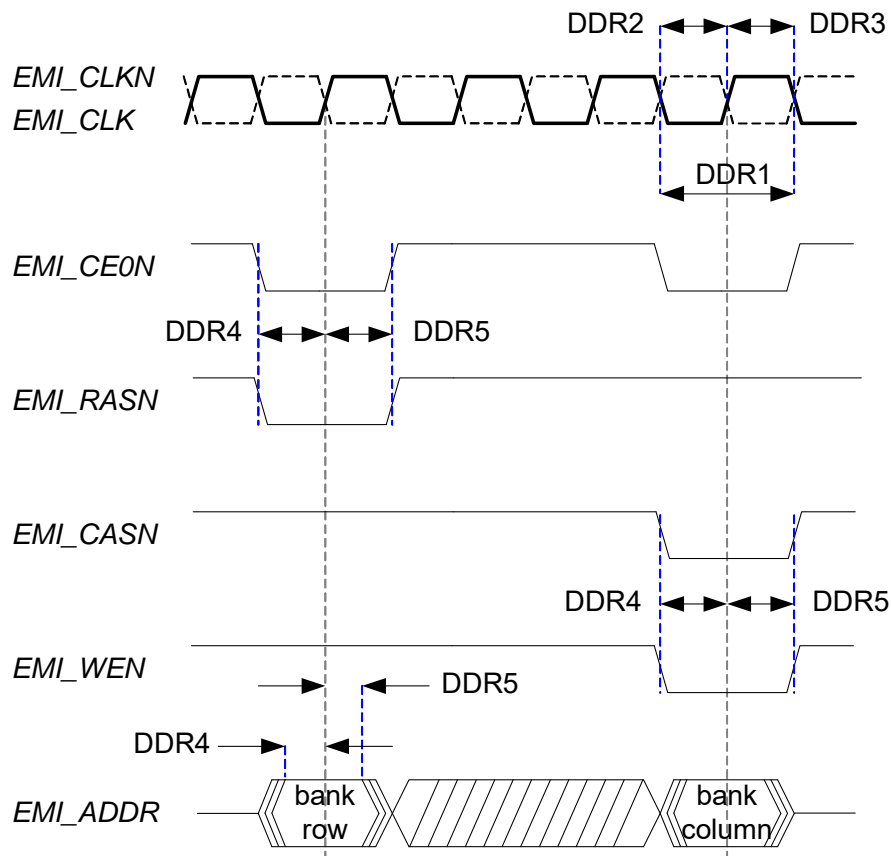 DDR2 DDR3
EMI_CLKN
EMI_CLK
DDR1
EMI_CE0N
DDR4 DDR5
EMI_RASN
EMI_CASN
DDR4 DDR5
EMI_WEN
DDR5
DDR4
EMI_ADDR
bank bank
row column